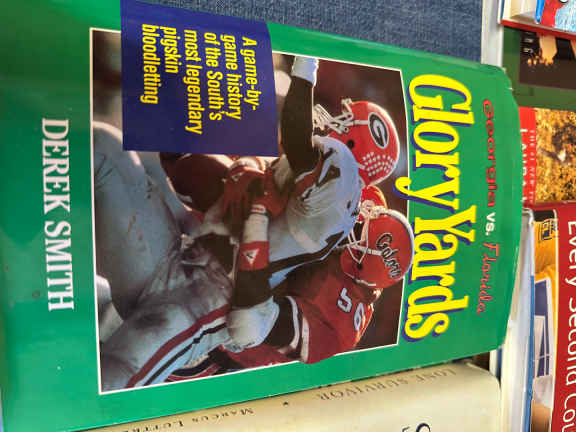 Georgia vs. Florida
Glory Yards
A game-by-
game history
of the South's
most legendary
pigskin
bloodletting
G
Gators
56
DEREK SMITH
LONE SURVIVOR
MARCUS LUTTRE
Every Second Cou